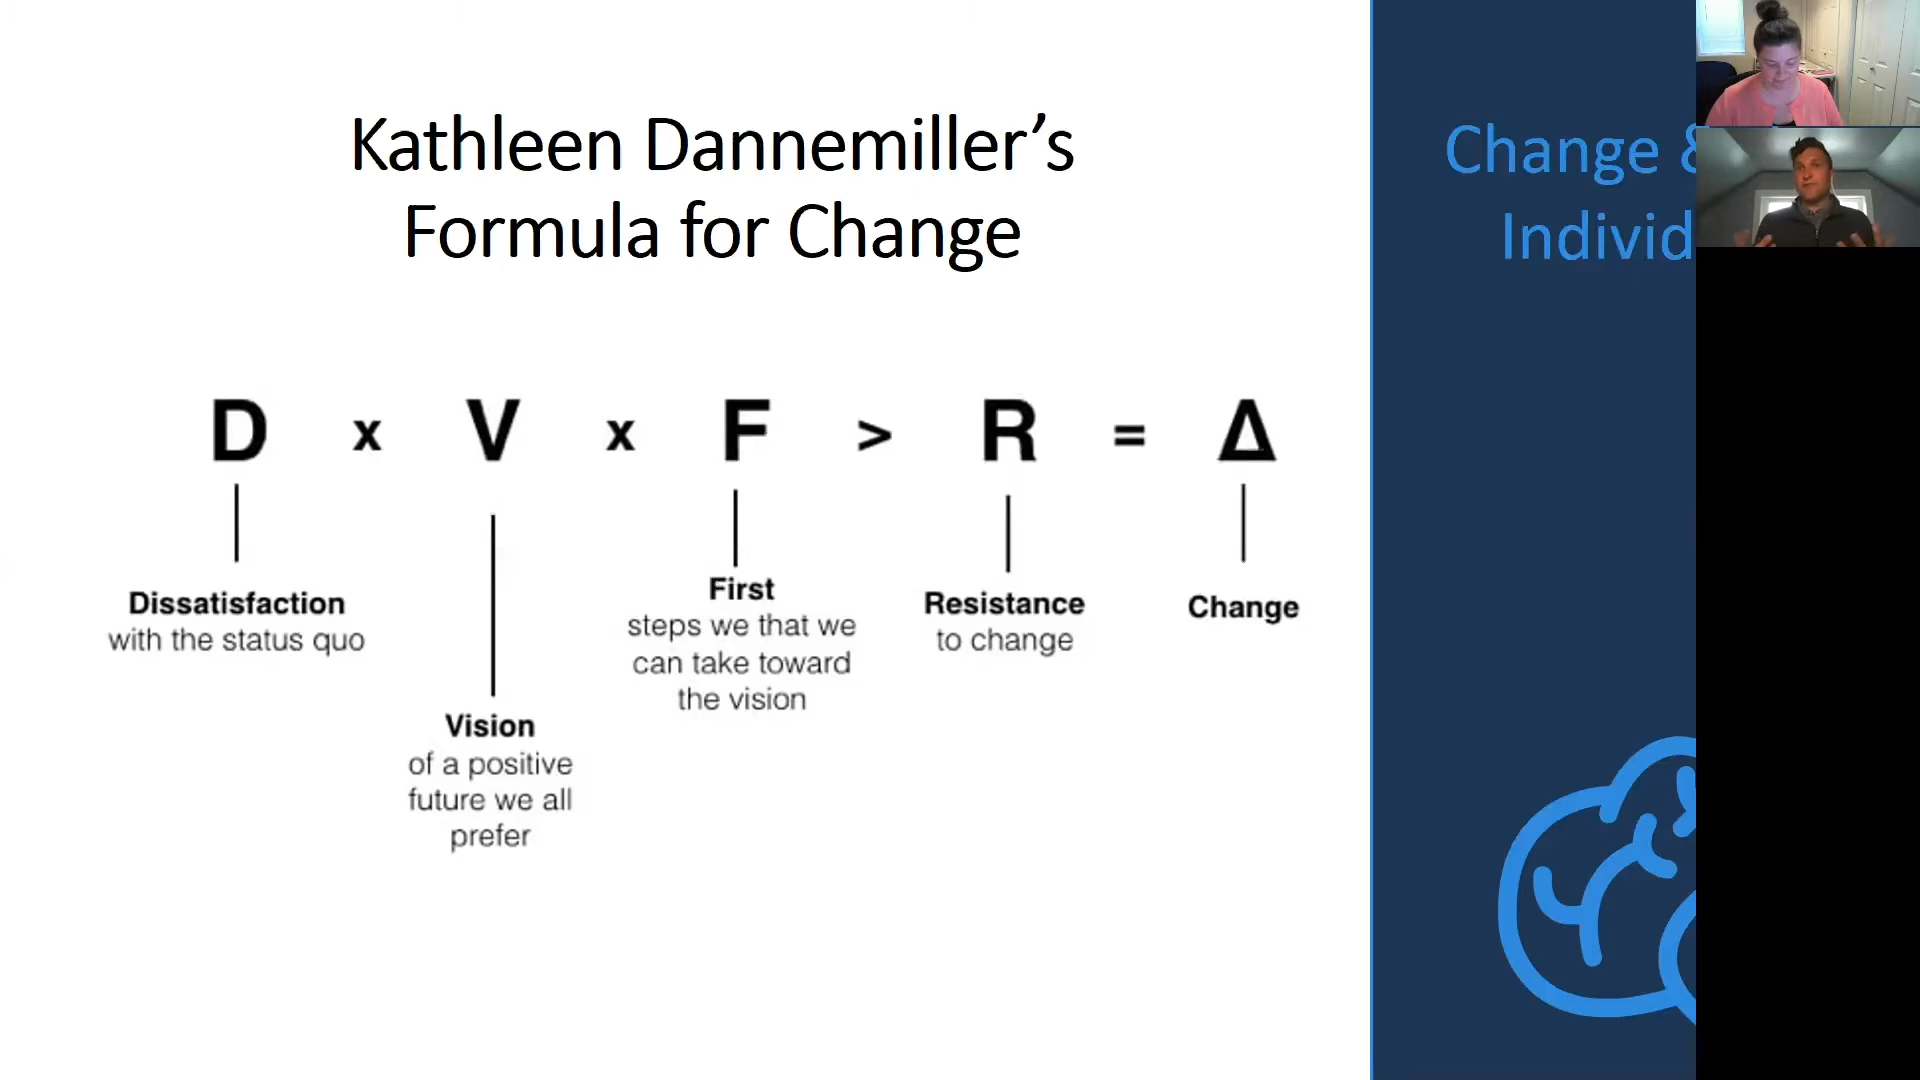 Kathleen Dannemiller’s
Formula for Change
D x V x F > R = Δ
Dissatisfaction
with the status quo
Vision
of a positive
future we all
prefer
First
steps we that we
can take toward
the vision
Resistance
to change
Change
Change &
Individ